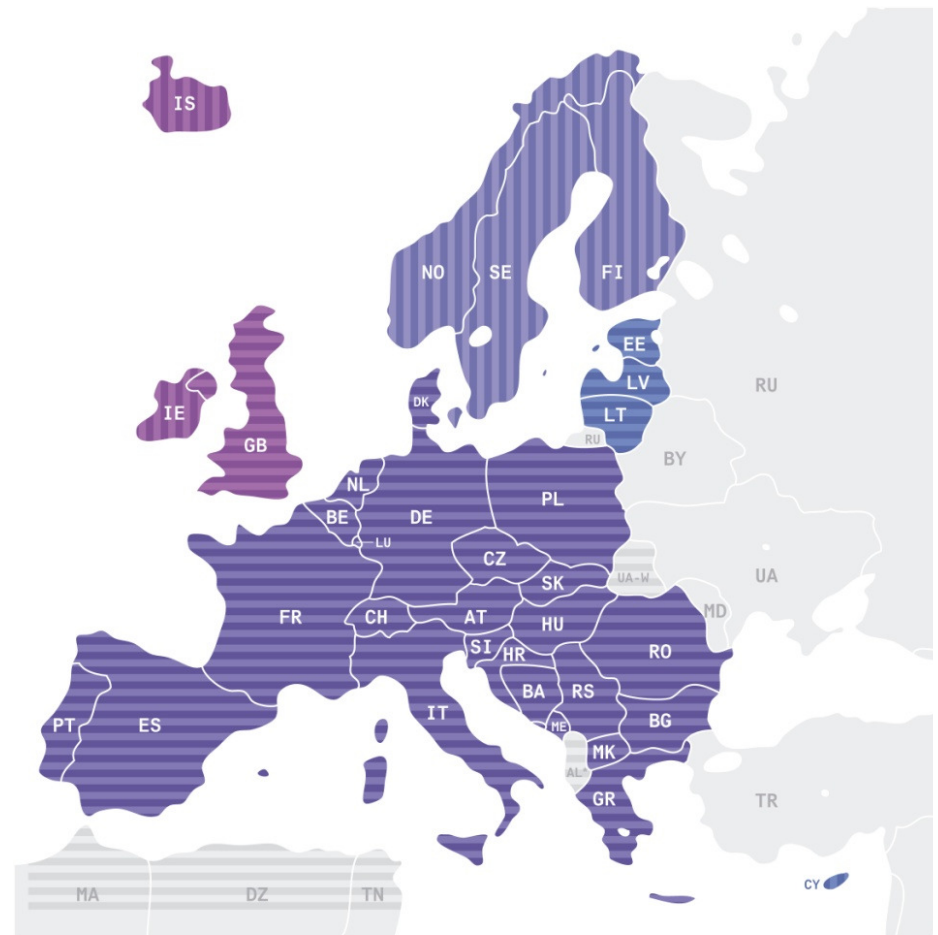 IS
NO
SE
FI
EE
LV
LT
RU
RU
BY
DK
IE
GB
NL
BE
DE
PL
LU
CZ
SK
UA-W
UA
MD
FR
CH
AT
HU
SI
HR
RO
BA
RS
IT
ME
BG
PT
ES
MK
AL*
GR
TR
CY
MA
DZ
TN